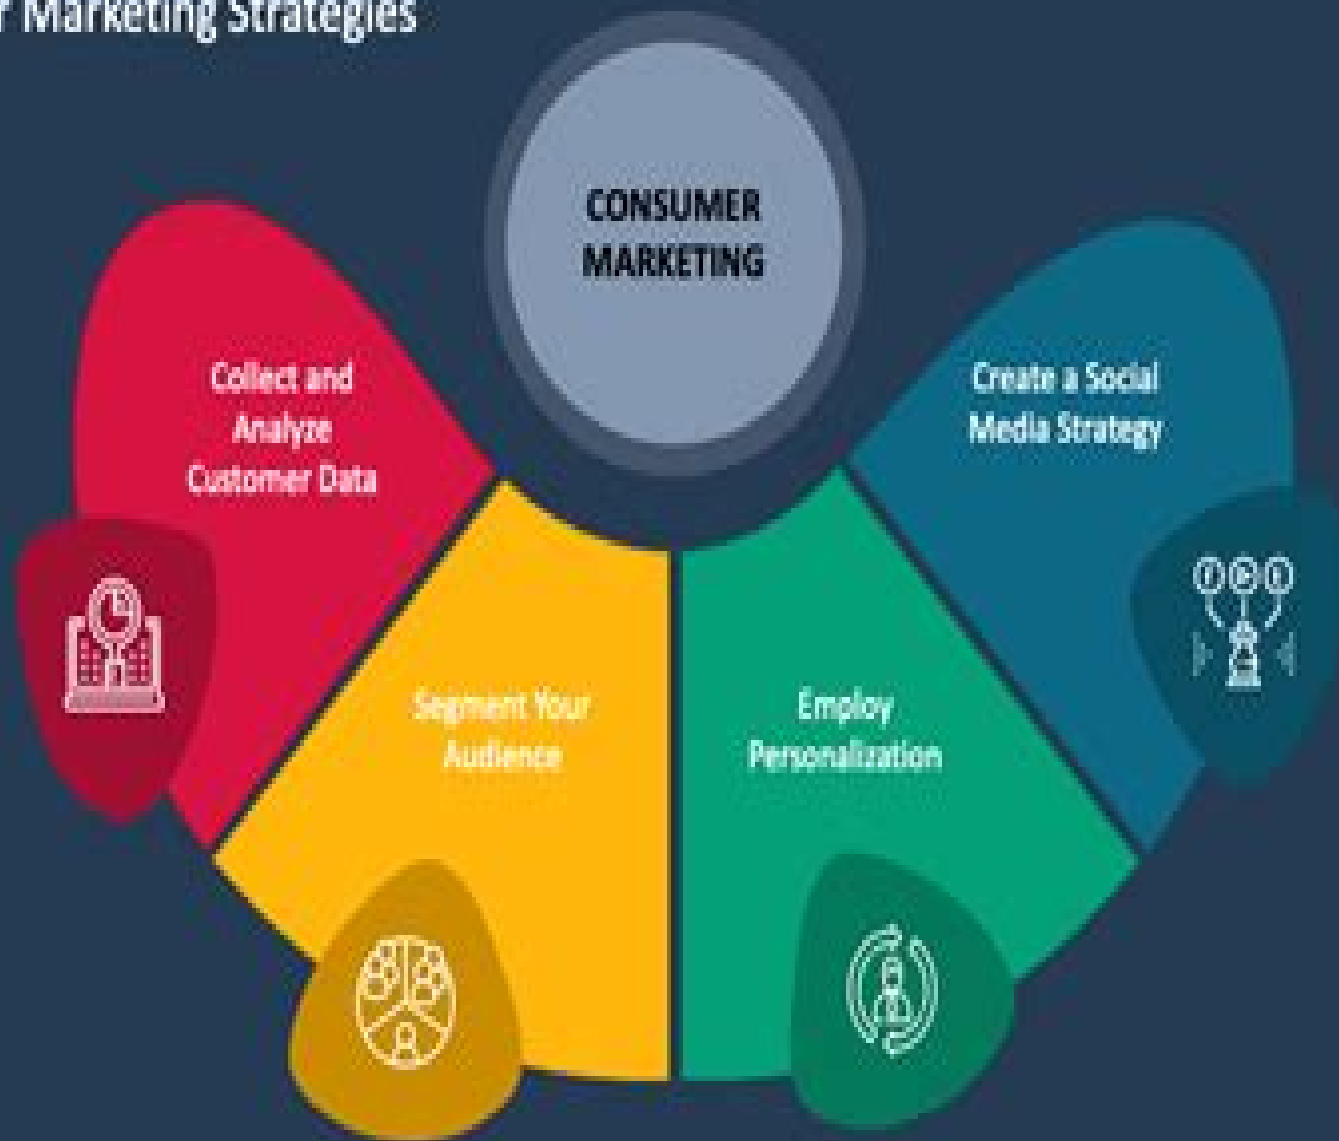 r Marketing Strategies
CONSUMER
MARKETING
Collect and
Analyze
Customer Data
Segment Your
Audience
Employ
Personalization
Create a Social
Media Strategy